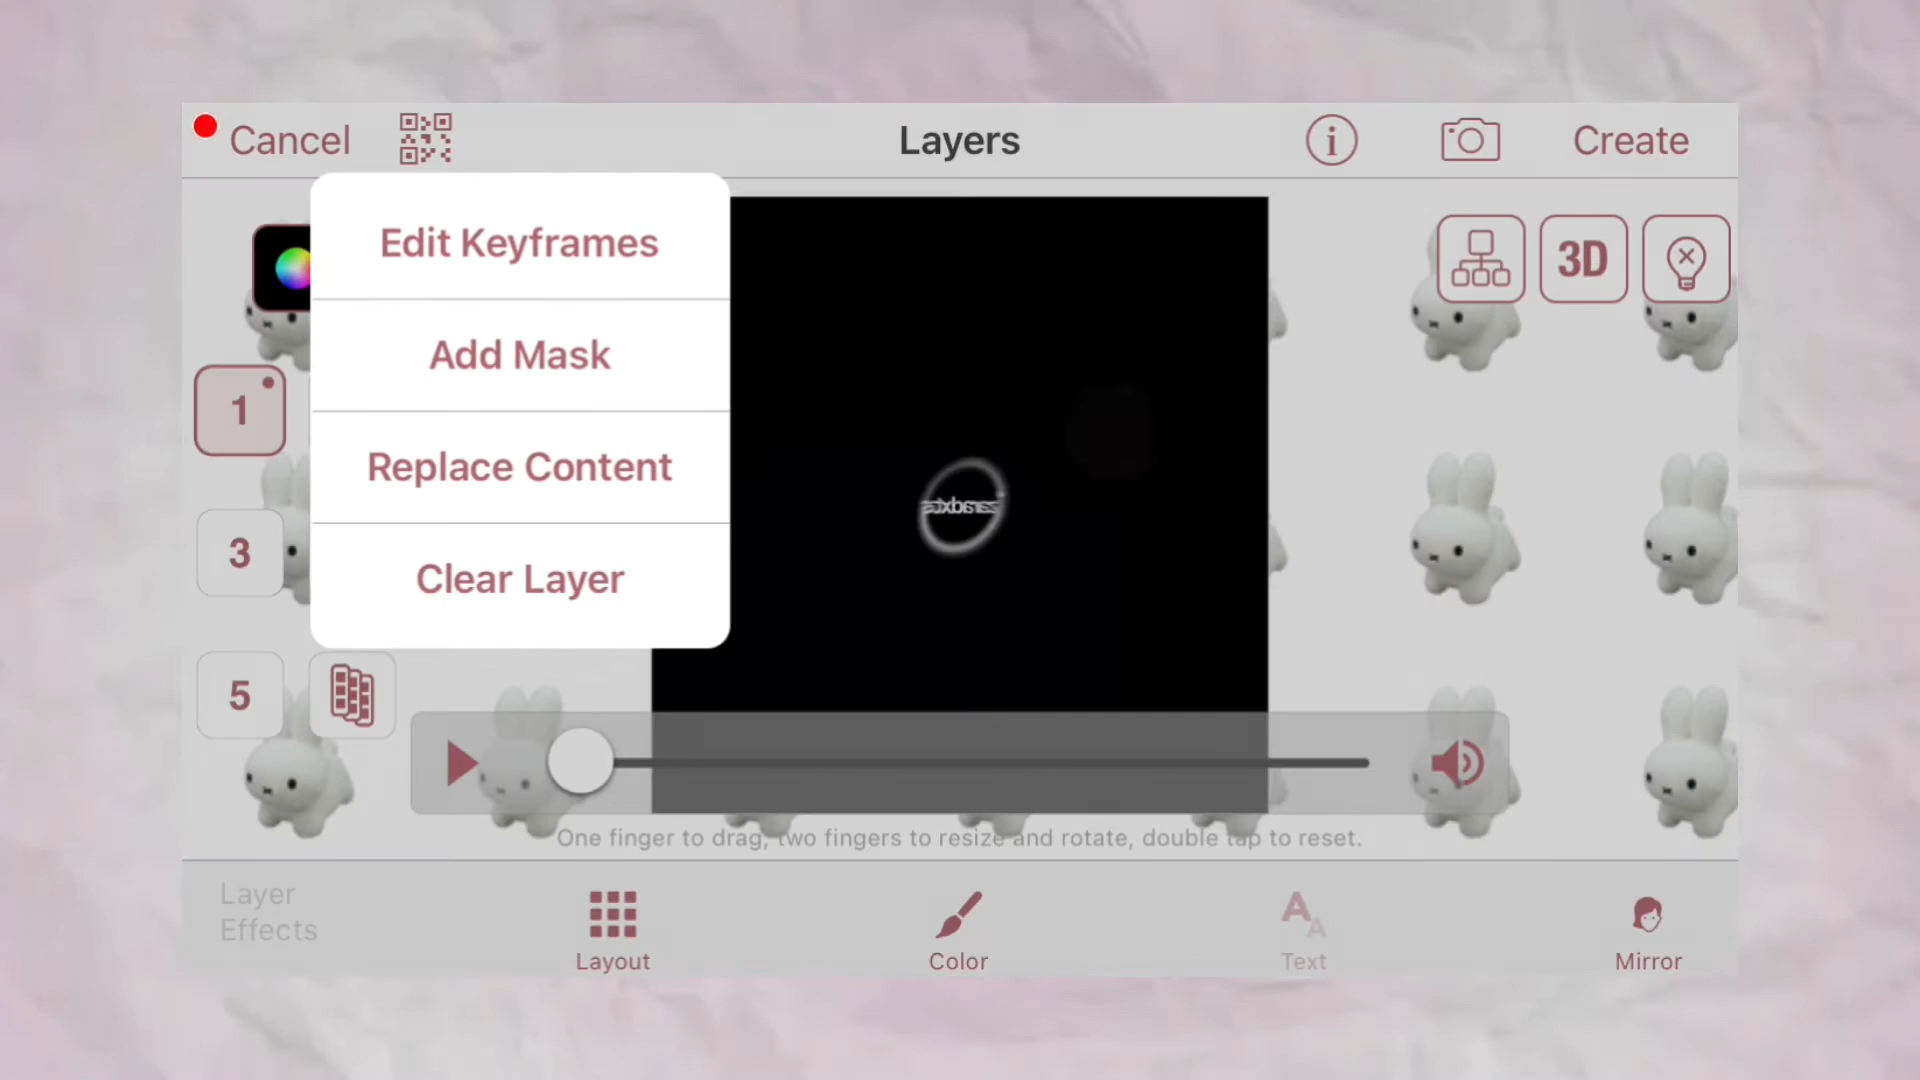 Cancel
Layers
Create
Edit Keyframes
Add Mask
Replace Content
Clear Layer
3D
1
3
5
One finger to drag, two fingers to resize and rotate, double tap to reset.
Layer
Effects
Layout
Color
Text
Mirror